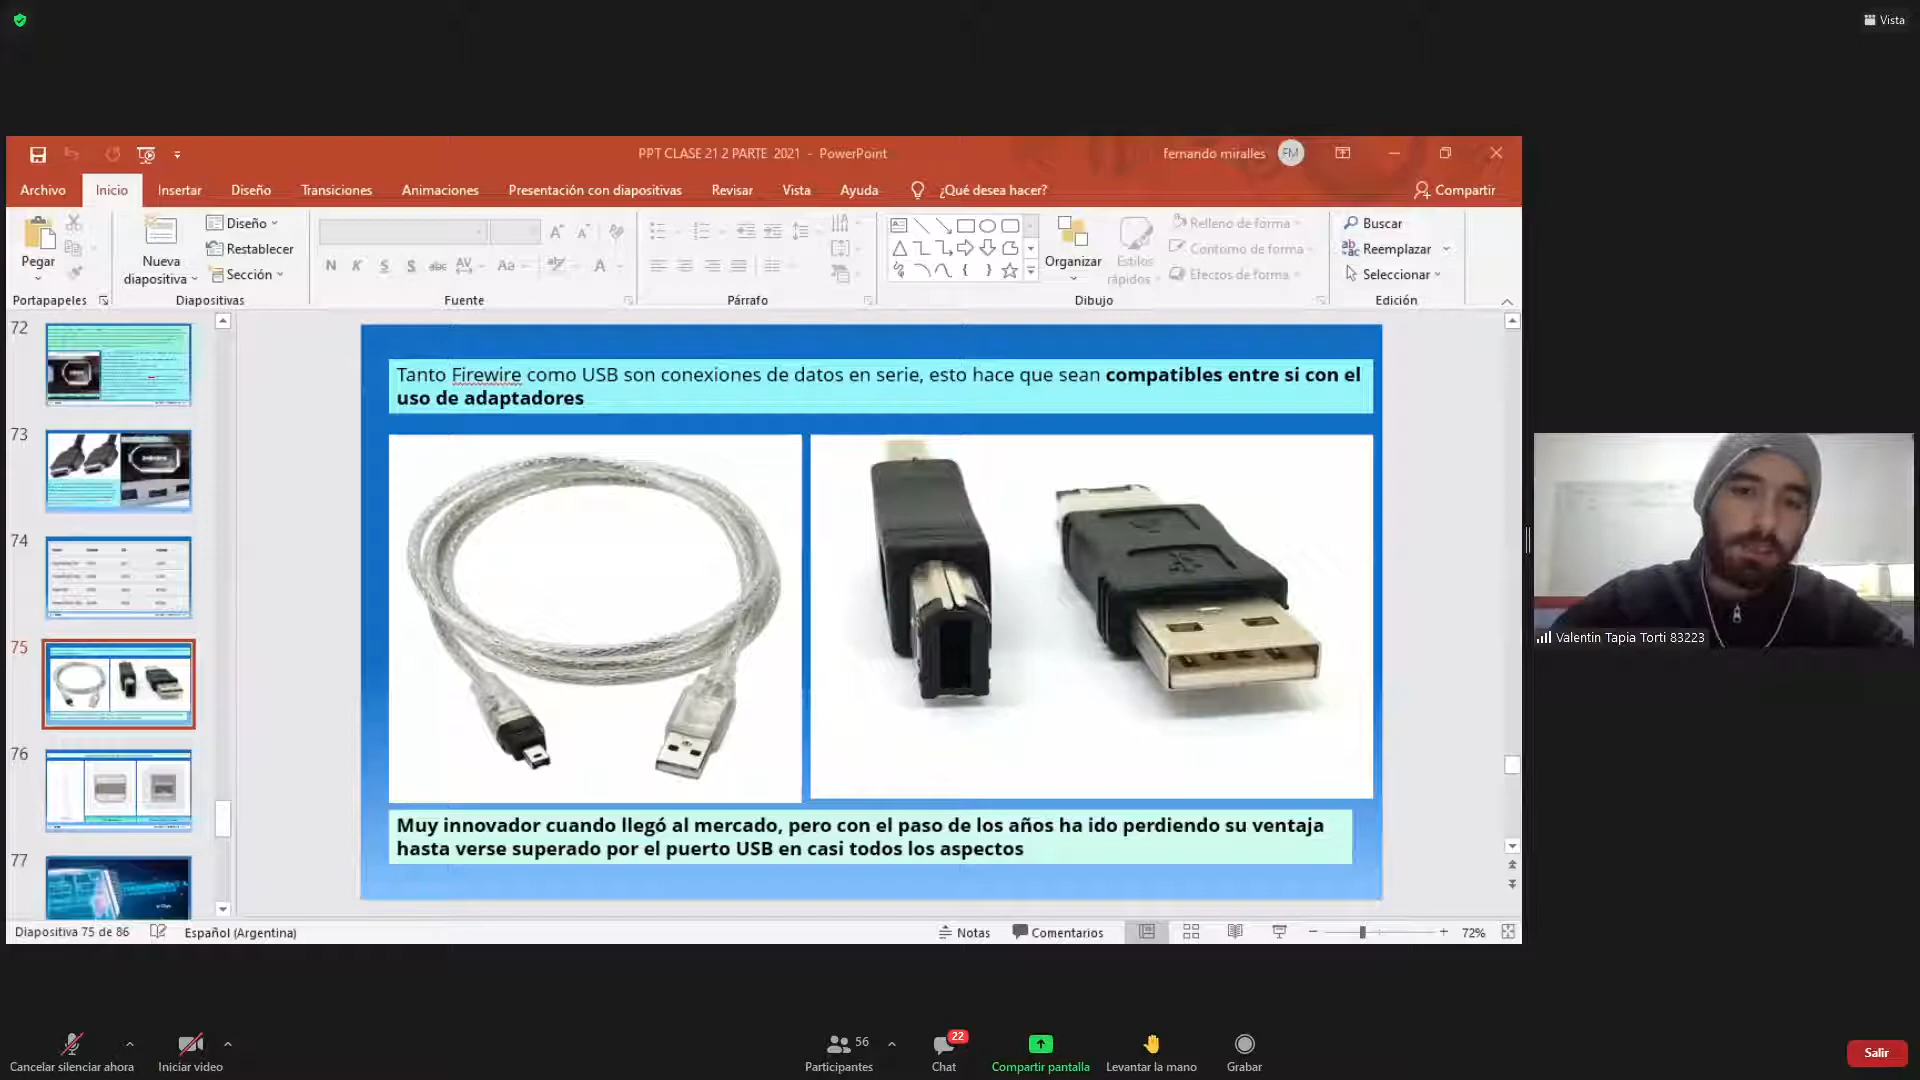 Vista
PPT CLASE 21 2 PARTE 2021 - PowerPoint
fernando miralles
FM
Archivo
Inicio
Insertar
Diseño
Transiciones
Animaciones
Presentación con diapositivas
Revisar
Vista
Ayuda
¿Qué desea hacer?
Compartir
Pegar
Portapapeles
Nueva
diapositiva
Diseño
Restablecer
Sección
Diapositivas
N K S S abc AV Aa A
Fuente
Párrafo
Organizar
Estilos
rápidos
Relleno de forma
Contorno de forma
Efectos de forma
Dibujo
Buscar
Reemplazar
Seleccionar
Edición
72
73
74
75
76
77
Tanto Firewire como USB son conexiones de datos en serie, esto hace que sean compatibles entre si con el
uso de adaptadores
Muy innovador cuando llegó al mercado, pero con el paso de los años ha ido perdiendo su ventaja
hasta verse superado por el puerto USB en casi todos los aspectos
Valentin Tapia Torti 83223
Diapositiva 75 de 86
Español (Argentina)
Notas
Comentarios
72%
Cancelar silenciar ahora
Iniciar video
56
Participantes
22
Chat
Compartir pantalla
Levantar la mano
Grabar
Salir